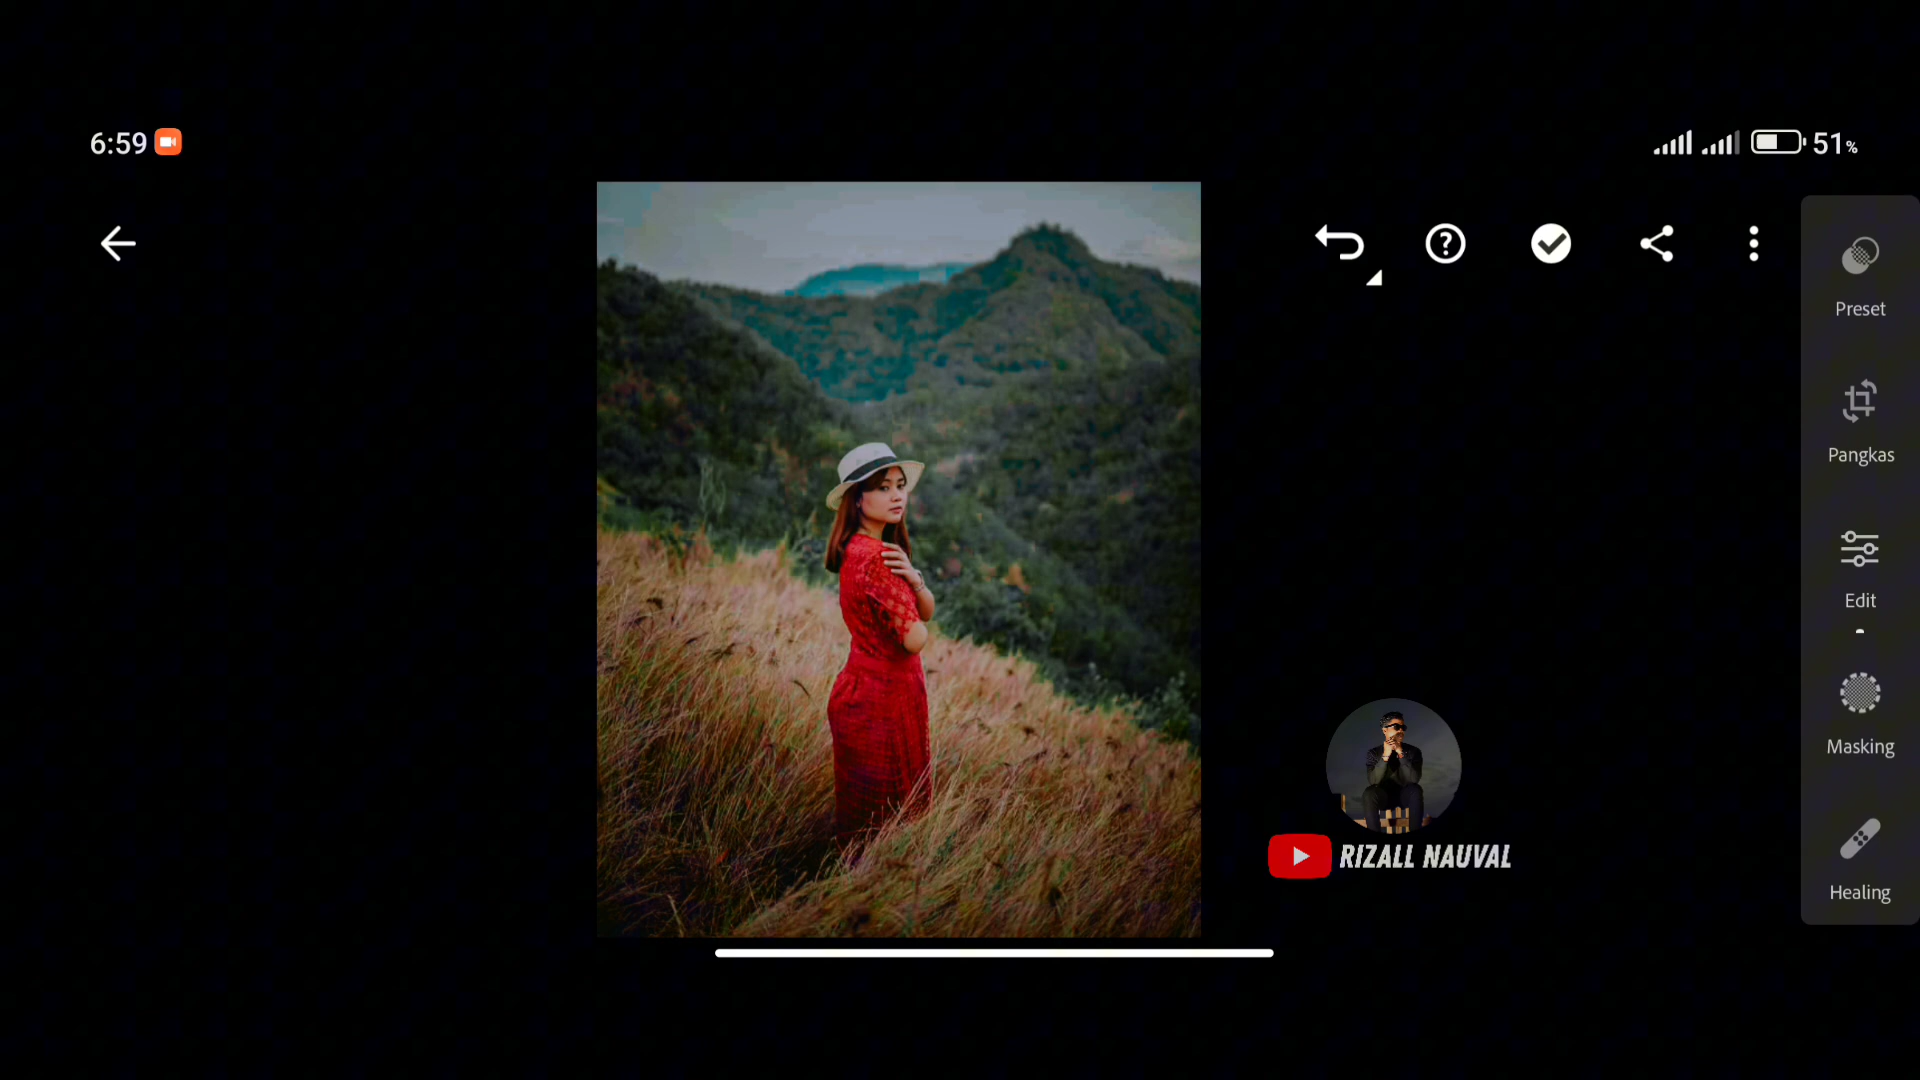 6:59
51%
Preset
Pangkas
Edit
Masking
Healing
RIZALL NAUVAL